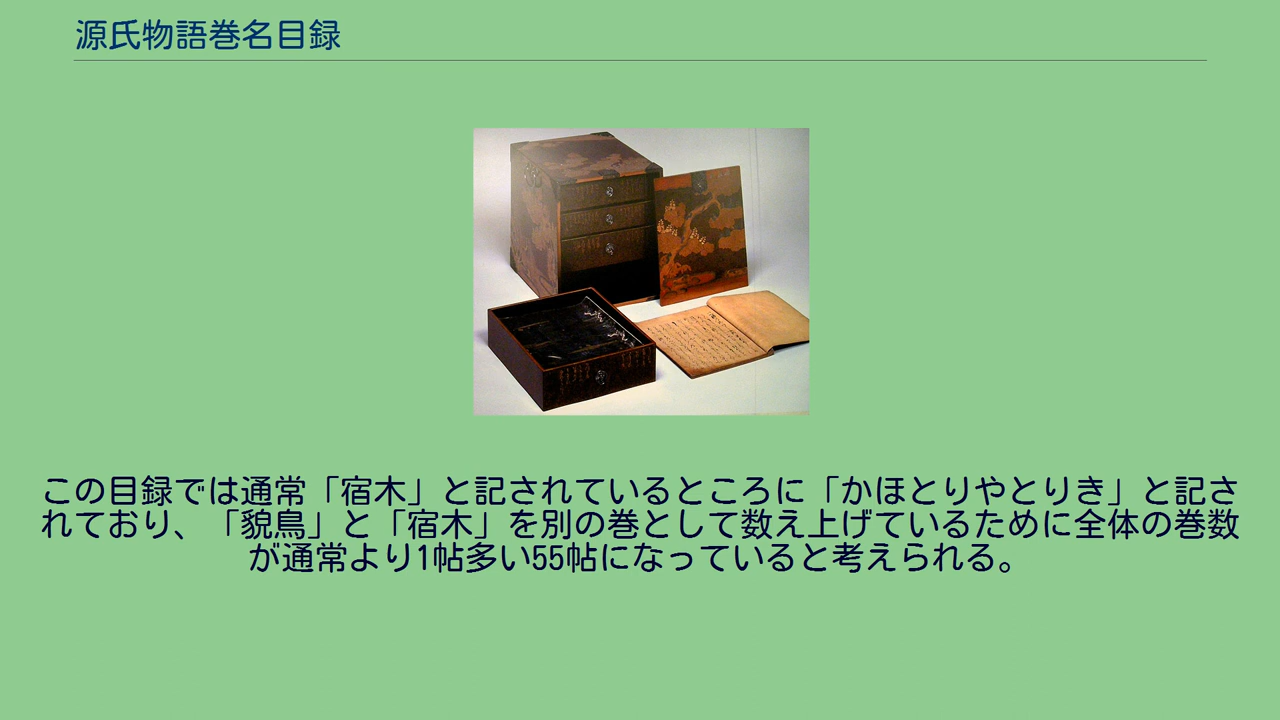 源氏物語巻名目録
この目録では通常「宿木」と記されているところに「かほとりやとりき」と記さ
れており、「貌鳥」と「宿木」を別の巻として数え上げているために全体の巻数
が通常より1帖多い55帖になっていると考えられる。